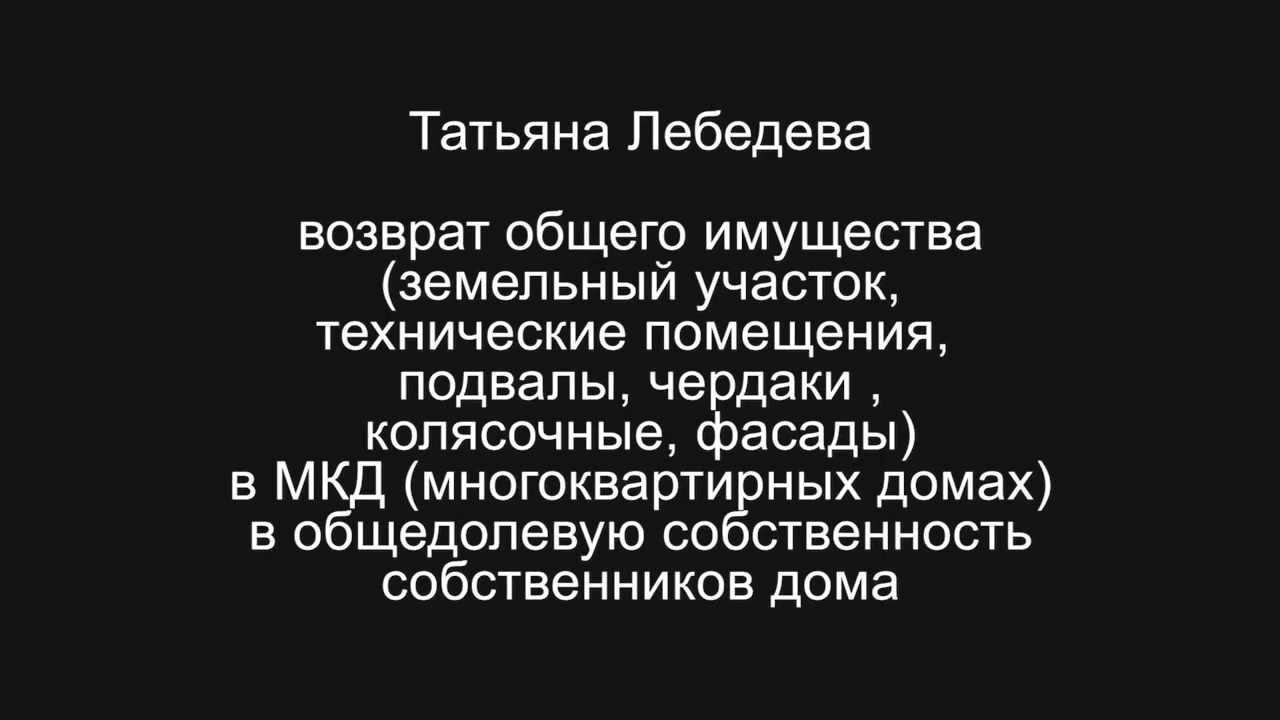 Татьяна Лебедева
возврат общего имущества
(земельный участок,
технические помещения,
подвалы, чердаки ,
колясочные, фасады)
в МКД (многоквартирных домах)
в общедолевую собственность
собственников дома